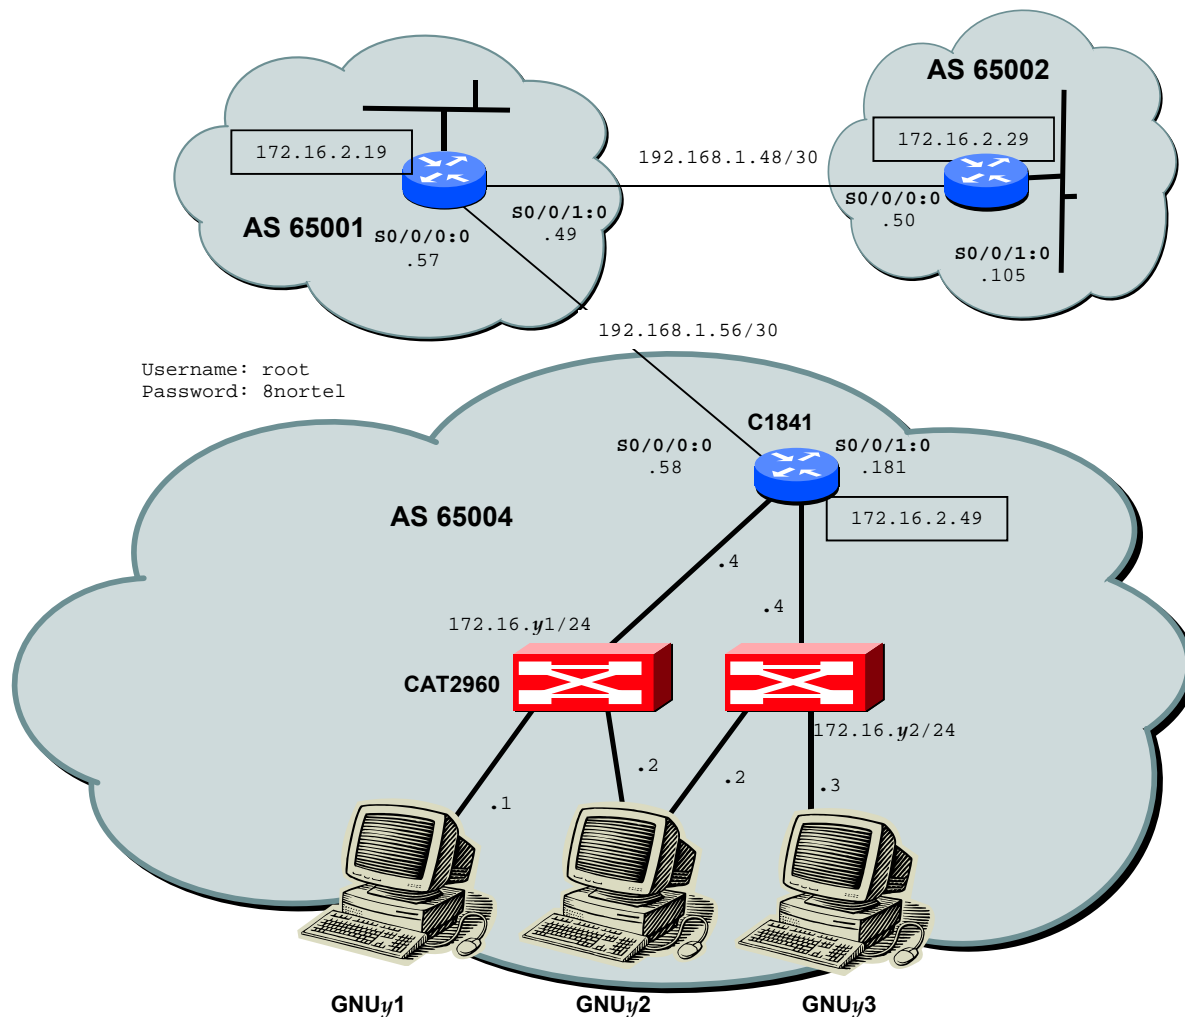 AS 65002
172.16.2.19
172.16.2.29
192.168.1.48/30
AS 65001
S0/0/1:0
.49
S0/0/0:0
.57
S0/0/0:0
.50
S0/0/1:0
.105
192.168.1.56/30
Username: root
Password: 8nortel
C1841
S0/0/0:0
.58
S0/0/1:0
.181
AS 65004
172.16.2.49
.4
.4
172.16.y1/24
CAT2960
172.16.y2/24
.1
.2
.2
.3
GNUy1
GNUy2
GNUy3